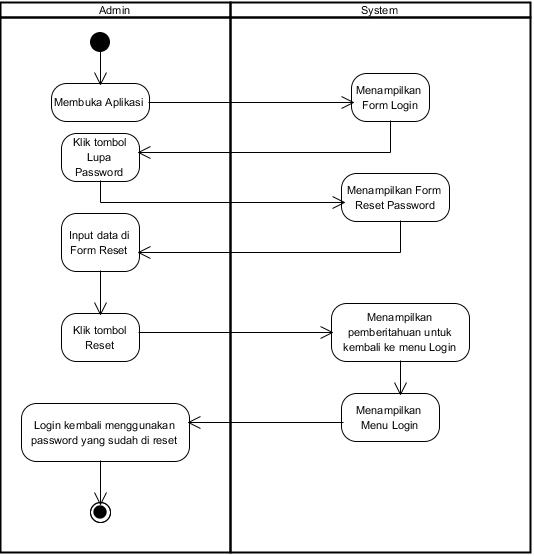 Admin
System
Membuka Aplikasi
Menampilkan
Form Login
Klik tombol
Lupa
Password
Menampilkan Form
Reset Password
Input data di
Form Reset
Klik tombol
Reset
Menampilkan
pemberitahuan untuk
kembali ke menu Login
Menampilkan
Menu Login
Login kembali menggunakan
password yang sudah di reset